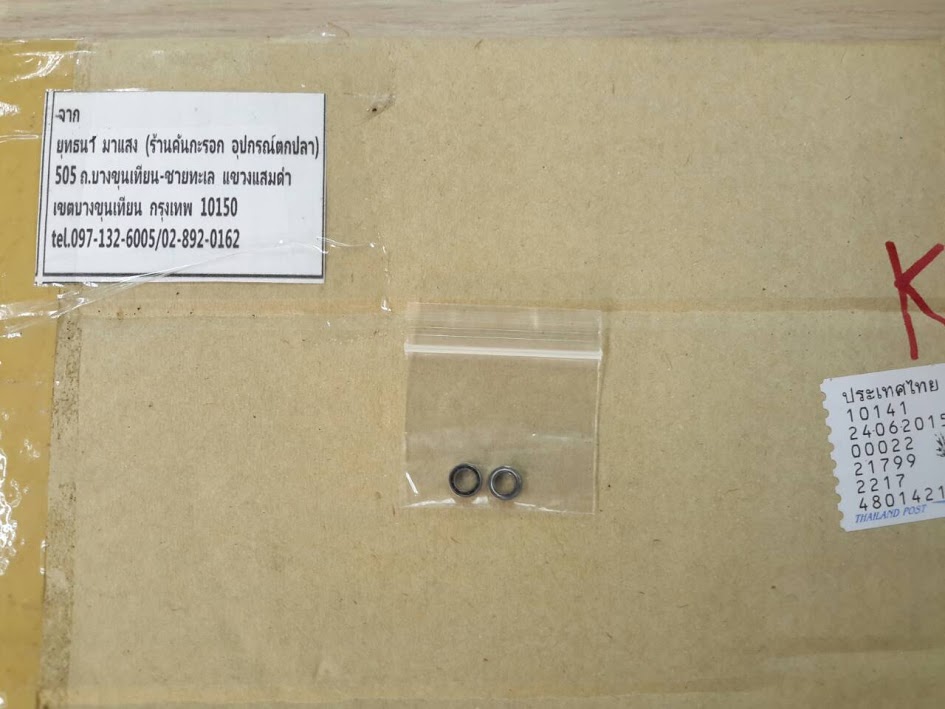 จาก
ยุทธนา มาแสง (ร้านคันกะรอก อุปกรณ์ตกปลา)
505 ถ.บางขุนเทียน-ชายทะเล แขวงแสมดำ
เขตบางขุนเทียน กรุงเทพ 10150
tel.097-132-6005/02-892-0162
K
ประเทศไทย
10141
24062015
00022
21799
2217
4801421
THAILAND POST